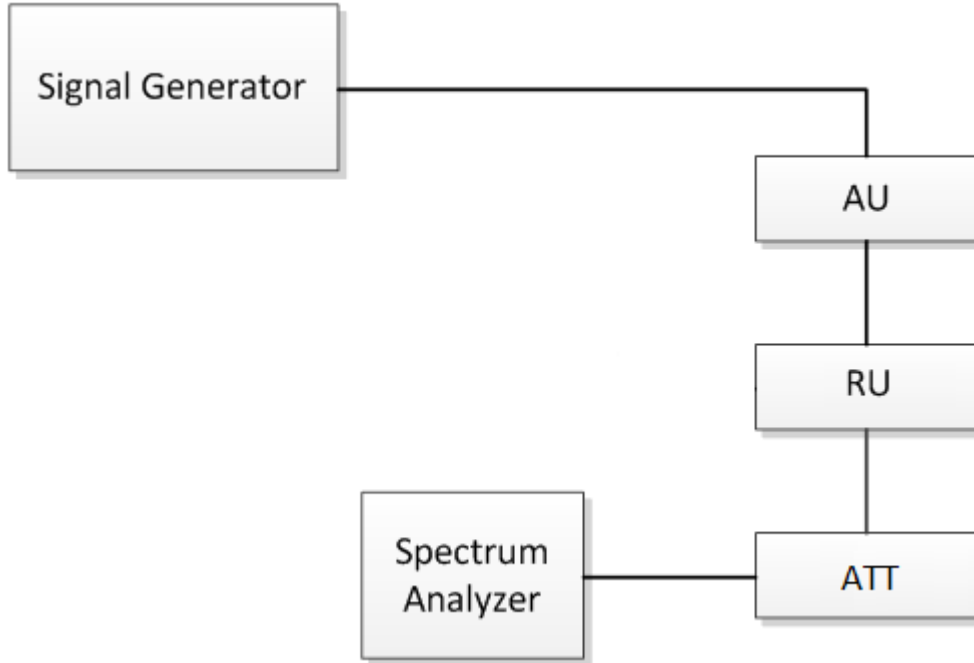 Signal Generator
AU
RU
ATT
Spectrum
Analyzer